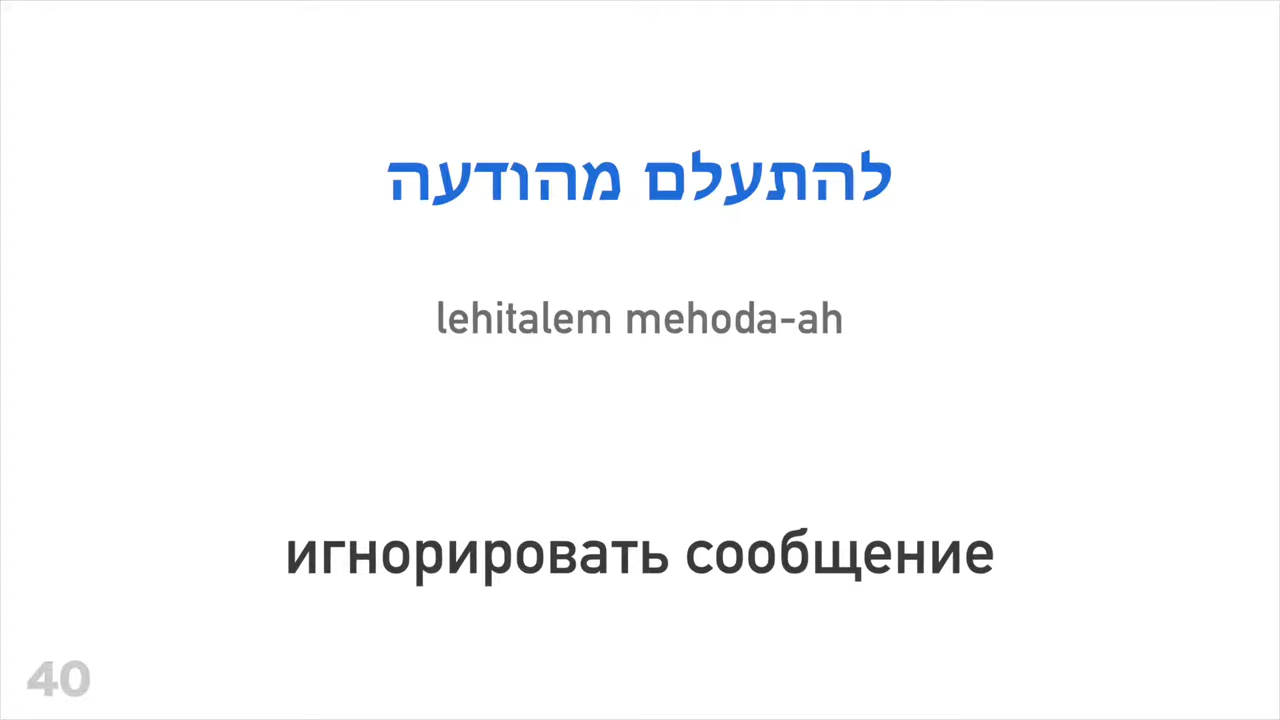 להתעלם מהודעה
lehitalem mehoda-ah
игнорировать сообщение
40